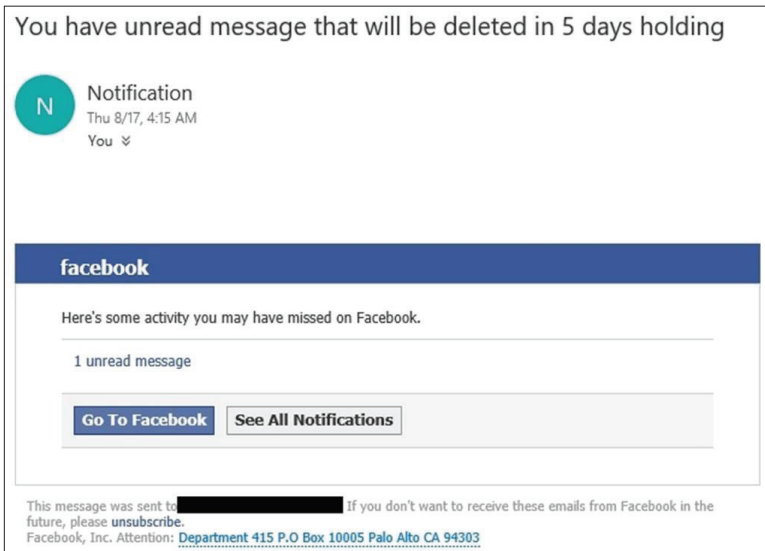 You have unread message that will be deleted in 5 days holding
N
Notification
Thu 8/17, 4:15 AM
You
facebook
Here's some activity you may have missed on Facebook.
1 unread message
Go To Facebook See All Notifications
This message was sent to If you don't want to receive these emails from Facebook in the
future, please unsubscribe.
Facebook, Inc. Attention: Department 415 P.O Box 10005 Palo Alto CA 94303